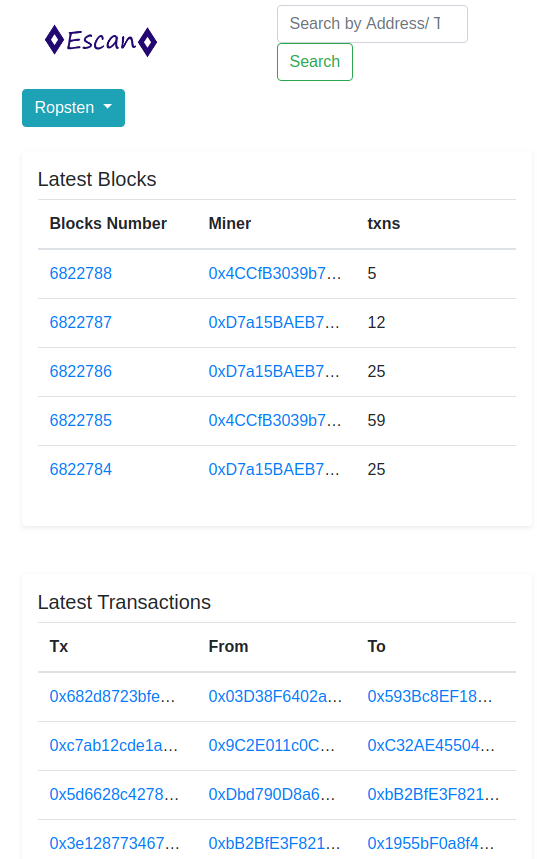 Escan
Search by Address/ T
Search
Ropsten
Latest Blocks
Blocks Number Miner txns
6822788 0x4CCfB3039b7... 5
6822787 0xD7a15BAEB7... 12
6822786 0xD7a15BAEB7... 25
6822785 0x4CCfB3039b7... 59
6822784 0xD7a15BAEB7... 25
Latest Transactions
Tx From To
0x682d8723bfe... 0x03D38F6402a... 0x593Bc8EF18...
0xc7ab12cde1a... 0x9C2E011c0C... 0xC32AE45504...
0x5d6628c4278... 0xDbd790D8a6... 0xbB2BfE3F821...
0x3e128773467... 0xbB2BfE3F821... 0x1955bF0a8f4...